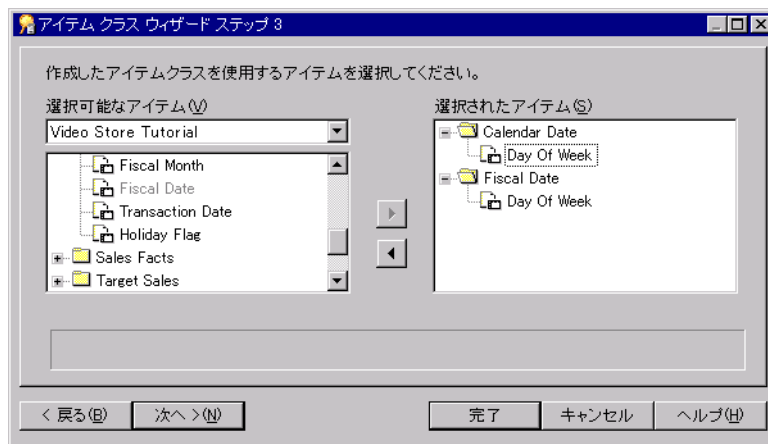 アイテム クラス ウィザード ステップ 3
作成したアイテムクラスを使用するアイテムを選択してください。
選択可能なアイテム(V)
Video Store Tutorial
Fiscal Month
Fiscal Date
Transaction Date
Holiday Flag
Sales Facts
Target Sales
選択されたアイテム(S)
Calendar Date
Day Of Week
Fiscal Date
Day Of Week
< 戻る(B)
次へ >(N)
完了
キャンセル
ヘルプ(H)